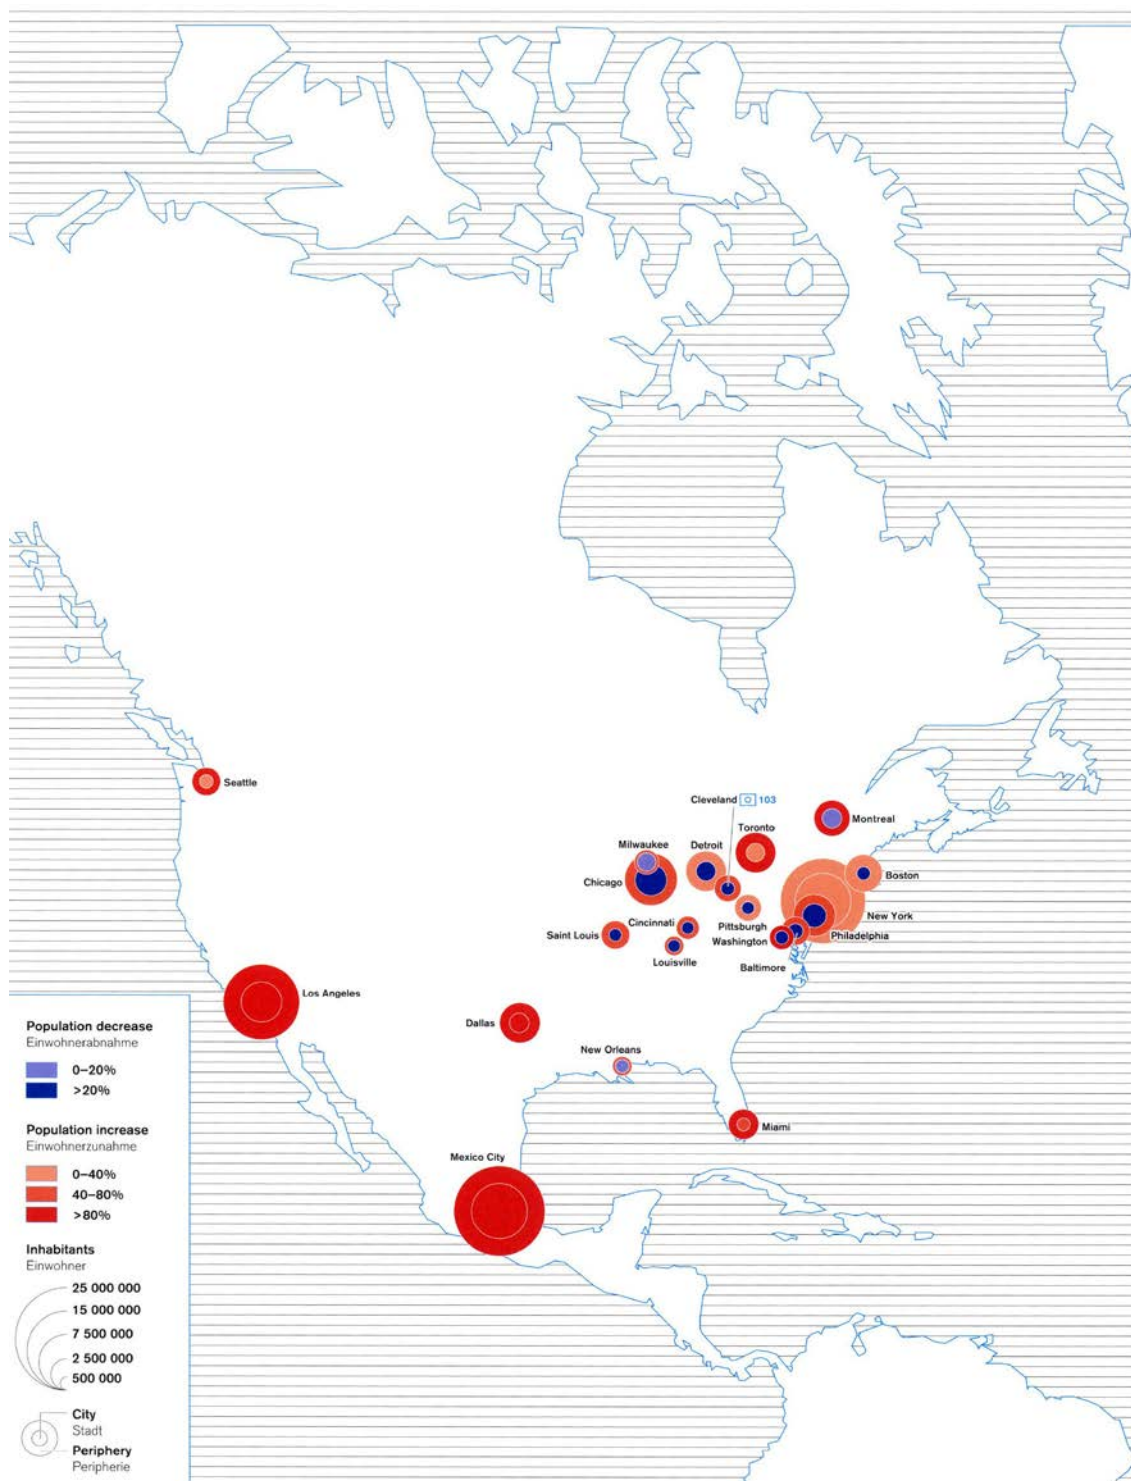 Seattle
Cleveland 103
Montreal
Toronto
Milwaukee
Detroit
Chicago
Boston
New York
Cincinnati
Pittsburgh
Saint Louis
Washington
Philadelphia
Louisville
Baltimore
Los Angeles
Dallas
New Orleans
Miami
Mexico City
Population decrease
Einwohnerabnahme
0–20%
>20%
Population increase
Einwohnerzunahme
0–40%
40–80%
>80%
Inhabitants
Einwohner
25 000 000
15 000 000
7 500 000
2 500 000
500 000
City
Stadt
Periphery
Peripherie